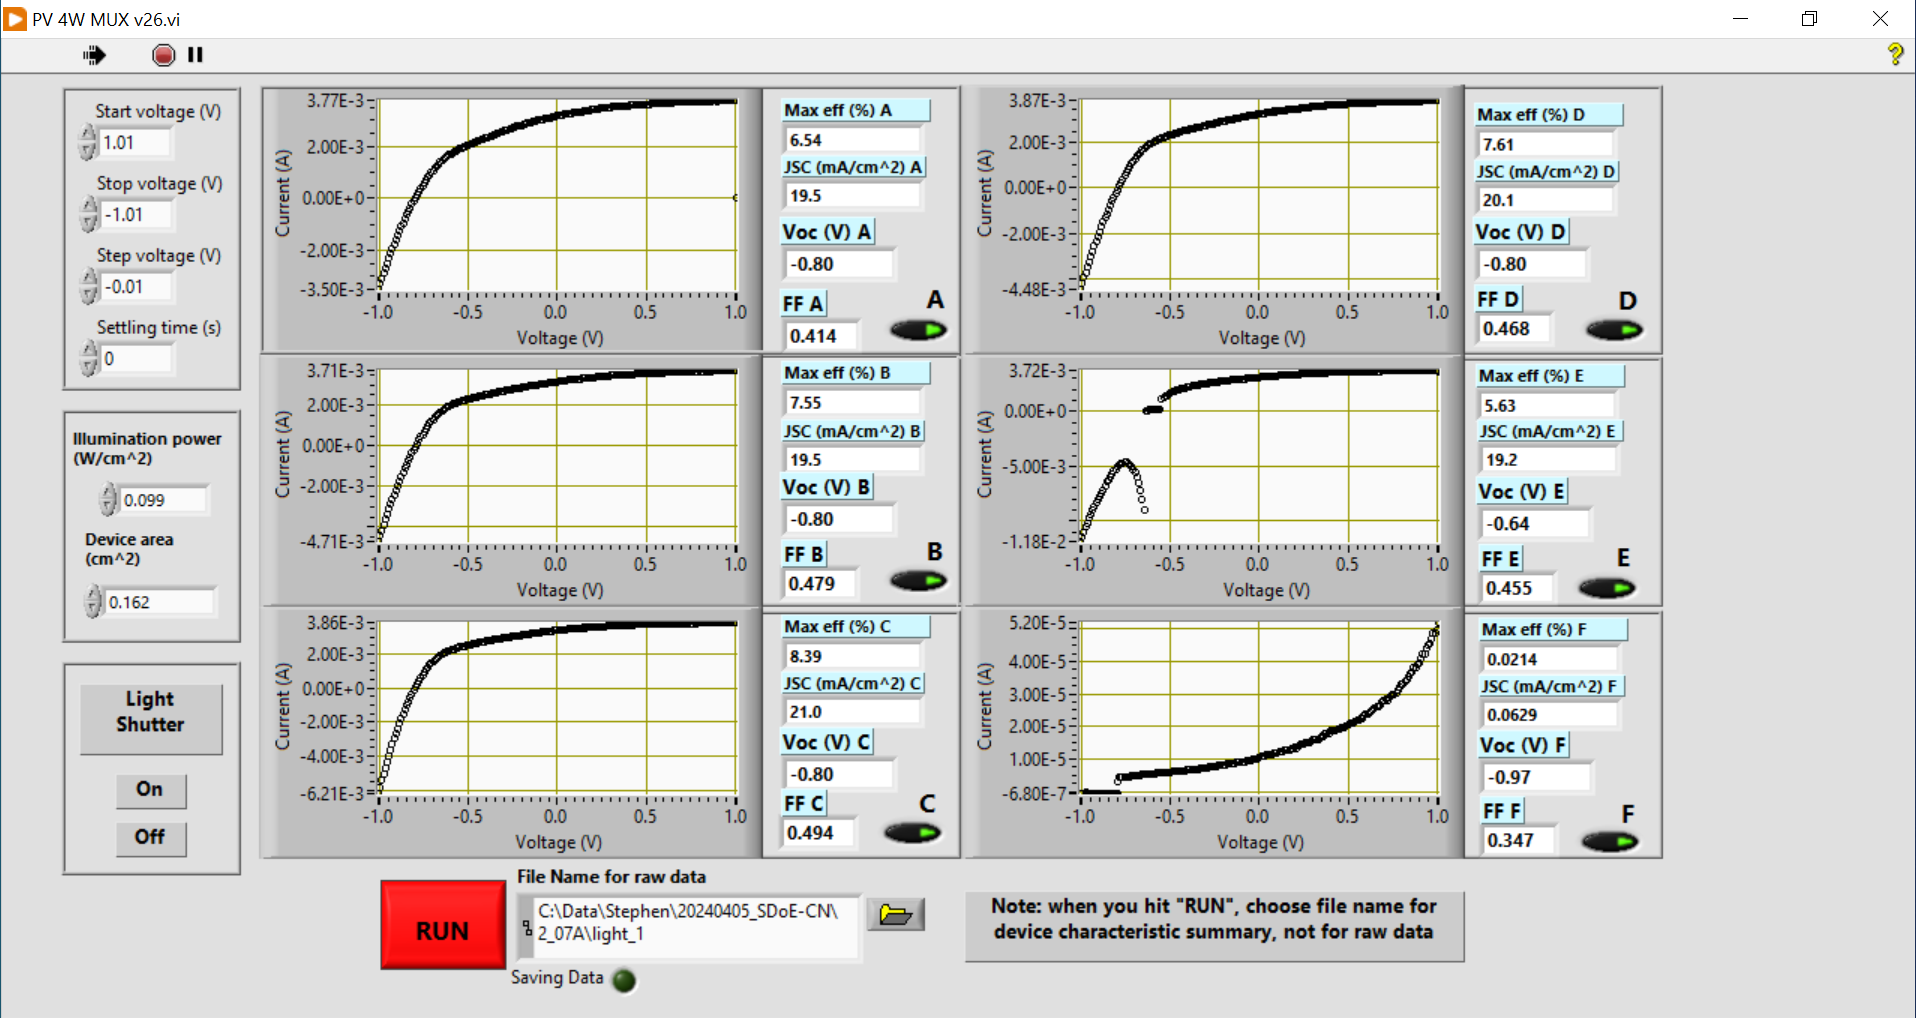 PV 4W MUX v26.vi
Start voltage (V)
1.01
Stop voltage (V)
-1.01
Step voltage (V)
-0.01
Settling time (s)
0
Illumination power
(W/cm^2)
0.099
Device area
(cm^2)
0.162
Light
Shutter
On
Off
Current (A)
3.77E-3
2.00E-3
0.00E+0
-2.00E-3
-3.50E-3
-1.0 -0.5 0.0 0.5 1.0
Voltage (V)
Max eff (%) A
6.54
JSC (mA/cm^2) A
19.5
Voc (V) A
-0.80
FF A
0.414
A
Current (A)
3.87E-3
2.00E-3
0.00E+0
-2.00E-3
-4.48E-3
-1.0 -0.5 0.0 0.5 1.0
Voltage (V)
Max eff (%) D
7.61
JSC (mA/cm^2) D
20.1
Voc (V) D
-0.80
FF D
0.468
D
Current (A)
3.71E-3
2.00E-3
0.00E+0
-2.00E-3
-4.71E-3
-1.0 -0.5 0.0 0.5 1.0
Voltage (V)
Max eff (%) B
7.55
JSC (mA/cm^2) B
19.5
Voc (V) B
-0.80
FF B
0.479
B
Current (A)
3.72E-3
0.00E+0
-5.00E-3
-1.18E-2
-1.0 -0.5 0.0 0.5 1.0
Voltage (V)
Max eff (%) E
5.63
JSC (mA/cm^2) E
19.2
Voc (V) E
-0.64
FF E
0.455
E
Current (A)
3.86E-3
2.00E-3
0.00E+0
-2.00E-3
-4.00E-3
-6.21E-3
-1.0 -0.5 0.0 0.5 1.0
Voltage (V)
Max eff (%) C
8.39
JSC (mA/cm^2) C
21.0
Voc (V) C
-0.80
FF C
0.494
C
Current (A)
5.20E-5
4.00E-5
3.00E-5
2.00E-5
1.00E-5
-6.80E-7
-1.0 -0.5 0.0 0.5 1.0
Voltage (V)
Max eff (%) F
0.0214
JSC (mA/cm^2) F
0.0629
Voc (V) F
-0.97
FF F
0.347
F
RUN
File Name for raw data
C:\Data\Stephen\20240405_SDoE-CN\
2_07A\light_1
Saving Data
Note: when you hit "RUN", choose file name for
device characteristic summary, not for raw data